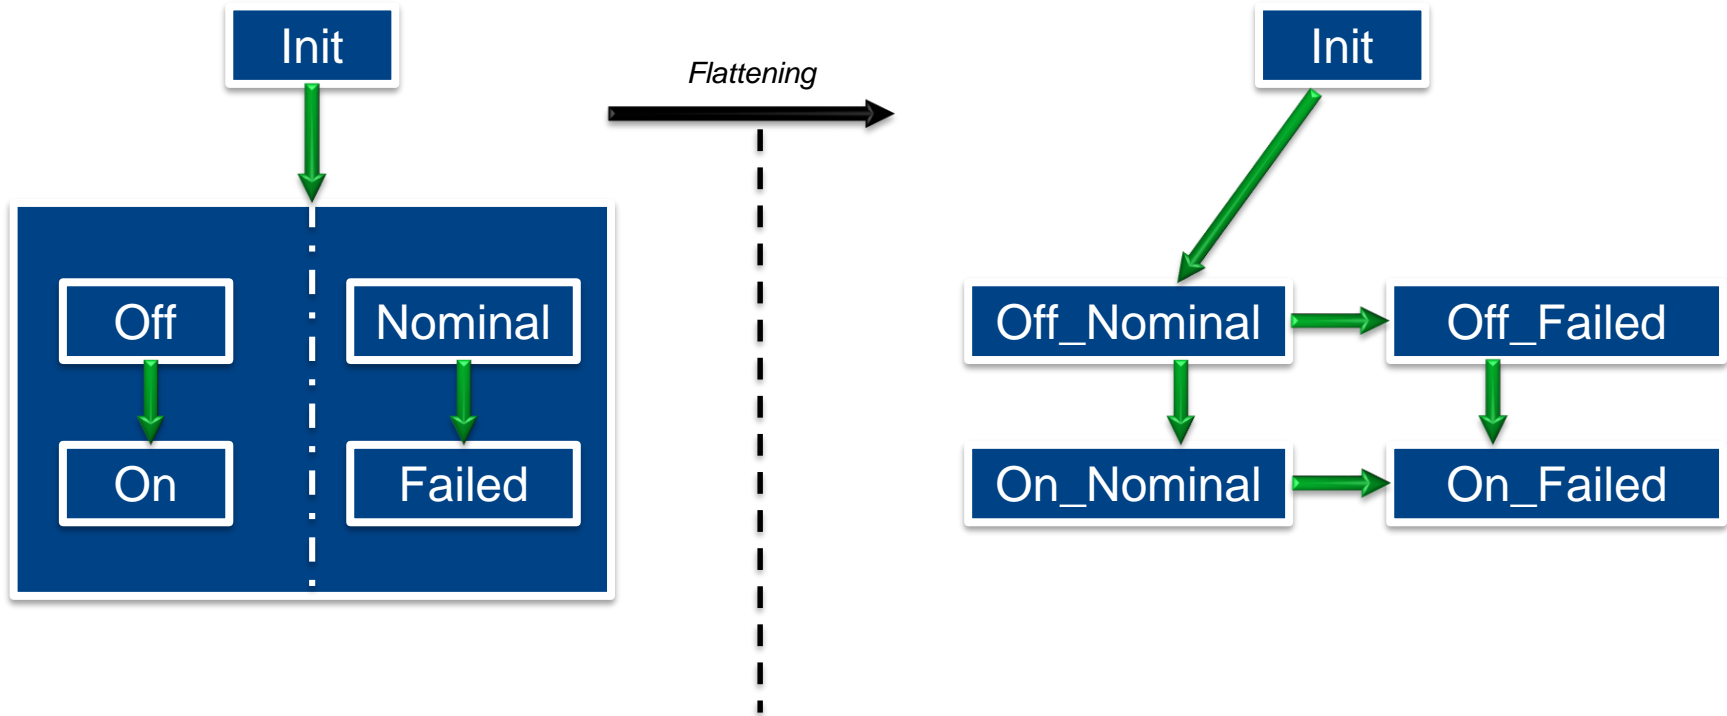 Init
Flattening
Init
Off
Nominal
Off_Nominal
Off_Failed
On
Failed
On_Nominal
On_Failed